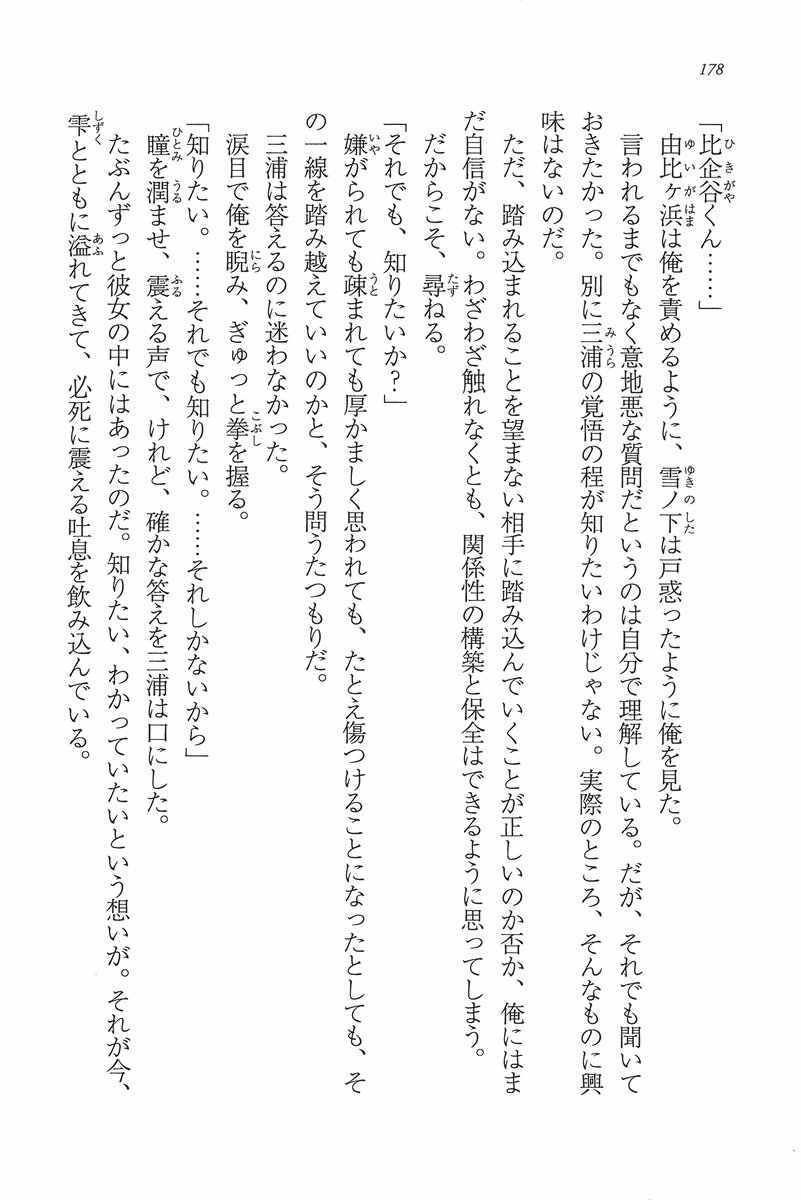 178
「比企谷くん……」
由比ヶ浜は俺を責めるように、雪ノ下は戸惑ったように俺を見た。
言われるまでもなく意地悪な質問だというのは自分で理解している。だが、それでも聞いて
おきたかった。別に三浦の覚悟の程が知りたいわけじゃない。実際のところ、そんなものに興
味はないのだ。
ただ、踏み込まれることを望まない相手に踏み込んでいくことが正しいのか否か、俺にはま
だ自信がない。わざわざ触れなくとも、関係性の構築と保全はできるように思ってしまう。
だからこそ、尋ねる。
「それでも、知りたいか?」
嫌がられても疎まれても厚かましく思われても、たとえ傷つけることになったとしても、そ
の一線を踏み越えていいのかと、そう問うたつもりだ。
三浦は答えるのに迷わなかった。
涙目で俺を睨み、ぎゅっと拳を握る。
「知りたい。……それでも知りたい。……それしかないから」
瞳を潤ませ、震える声で、けれど、確かな答えを三浦は口にした。
たぶんずっと彼女の中にはあったのだ。知りたい、わかっていたいという想いが。それが今、
雫とともに溢れてきて、必死に震える吐息を飲み込んでいる。